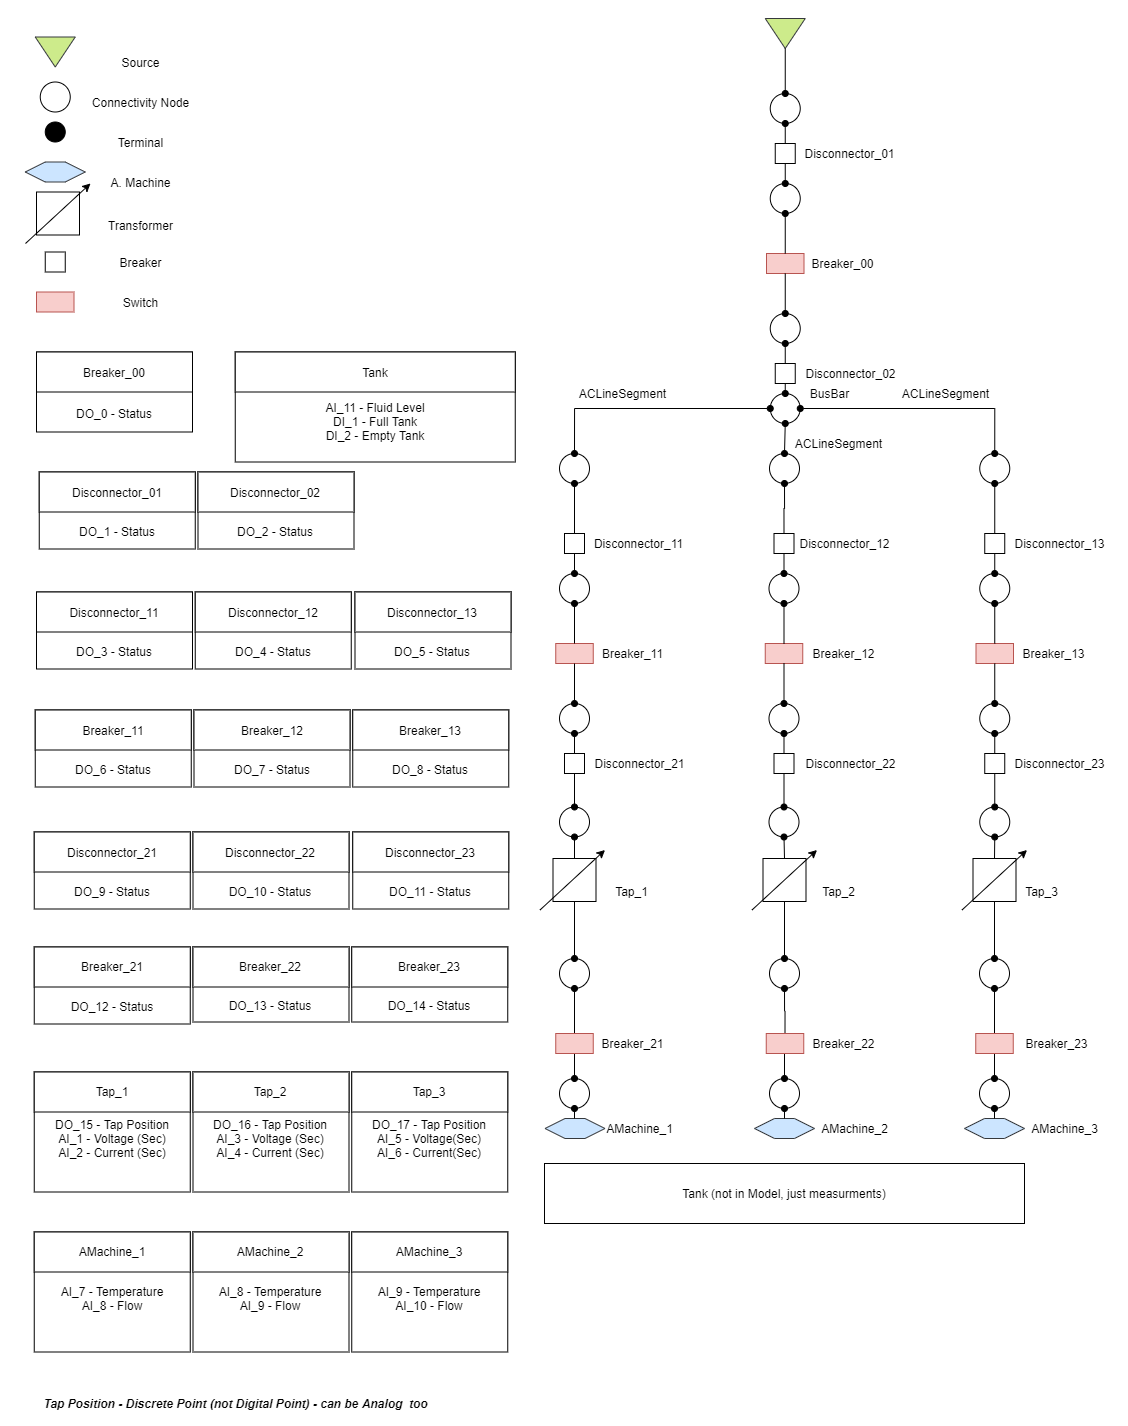 Source
Connectivity Node
Terminal
A. Machine
Transformer
Breaker
Switch
Breaker_00
DO_0 - Status
Tank
AI_11 - Fluid Level
DI_1 - Full Tank
DI_2 - Empty Tank
Disconnector_01
DO_1 - Status
Disconnector_02
DO_2 - Status
Disconnector_11
DO_3 - Status
Disconnector_12
DO_4 - Status
Disconnector_13
DO_5 - Status
Breaker_11
DO_6 - Status
Breaker_12
DO_7 - Status
Breaker_13
DO_8 - Status
Disconnector_21
DO_9 - Status
Disconnector_22
DO_10 - Status
Disconnector_23
DO_11 - Status
Breaker_21
DO_12 - Status
Breaker_22
DO_13 - Status
Breaker_23
DO_14 - Status
Tap_1
DO_15 - Tap Position
AI_1 - Voltage (Sec)
AI_2 - Current (Sec)
Tap_2
DO_16 - Tap Position
AI_3 - Voltage (Sec)
AI_4 - Current (Sec)
Tap_3
DO_17 - Tap Position
AI_5 - Voltage(Sec)
AI_6 - Current(Sec)
AMachine_1
AI_7 - Temperature
AI_8 - Flow
AMachine_2
AI_8 - Temperature
AI_9 - Flow
AMachine_3
AI_9 - Temperature
AI_10 - Flow
Tap Position - Discrete Point (not Digital Point) - can be Analog  too
Disconnector_01
Breaker_00
Disconnector_02
ACLineSegment
BusBar
ACLineSegment
ACLineSegment
Disconnector_11
Disconnector_12
Disconnector_13
Breaker_11
Breaker_12
Breaker_13
Disconnector_21
Disconnector_22
Disconnector_23
Tap_1
Tap_2
Tap_3
Breaker_21
Breaker_22
Breaker_23
AMachine_1
AMachine_2
AMachine_3
Tank (not in Model, just measurments)